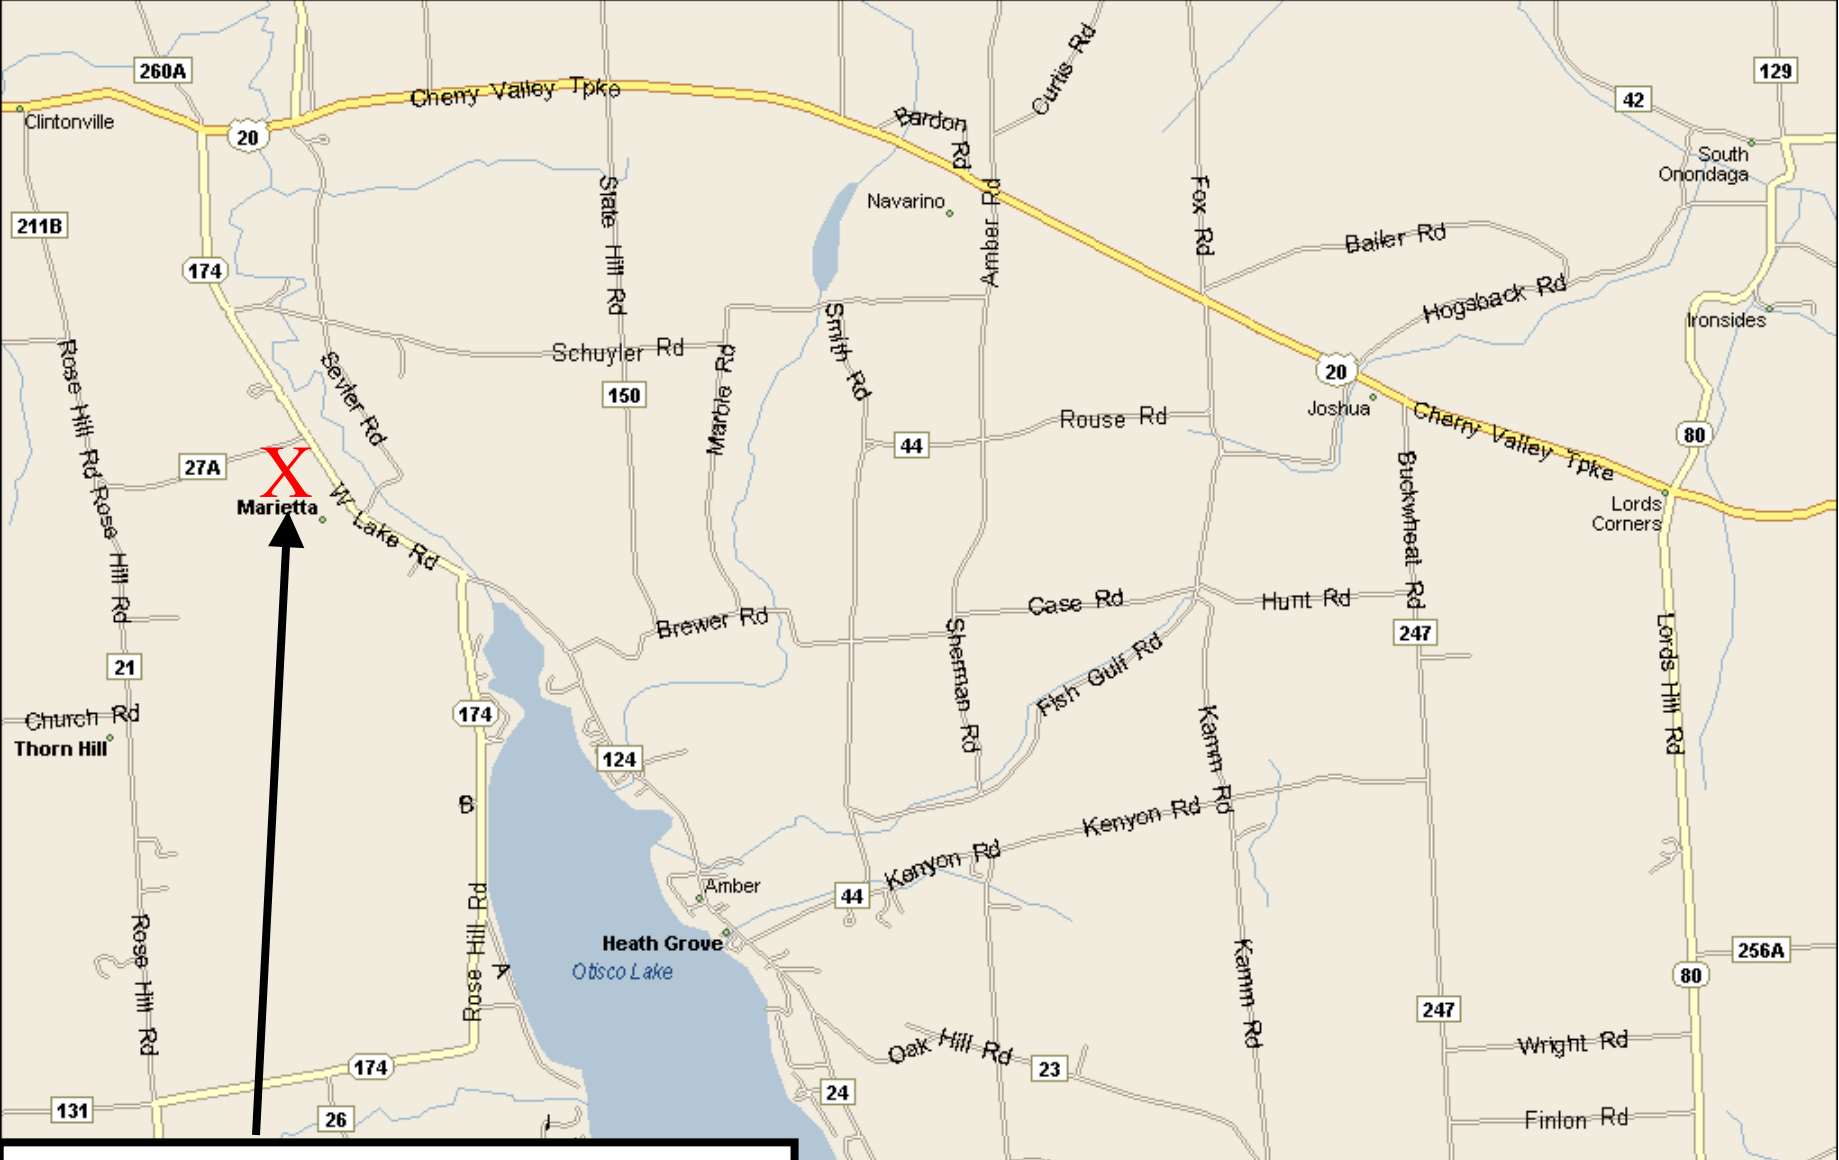 260A
129
42
Curtis Rd
Cherry Valley Tpke
Clintonville
20
Bardon Rd
South
Onondaga
Navarino
Amber Rd
State Hill Rd
Fox Rd
211B
Bailer Rd
174
Hogsback Rd
Ironsides
Smith Rd
Schuyler Rd
Rose Hill Rd
Sevier Rd
Marble Rd
150
20
Joshua
Rouse Rd
Cherry Valley Tpke
44
80
27A
X
Marietta
W Lake Rd
Rose Hill Rd
Buckwheat Rd
Lords
Corners
Case Rd
Hunt Rd
Brewer Rd
247
Sherman Rd
Fish Gulf Rd
Lords Hill Rd
21
Church Rd
Thorn Hill
174
124
Kamm Rd
B
Kenyon Rd
Kenyon Rd
Amber
44
Rose Hill Rd
Rose Hill Rd
Heath Grove
Otisco Lake
A
Kamm Rd
256A
80
247
Oak Hill Rd
23
Wright Rd
174
24
131
26
Finlon Rd